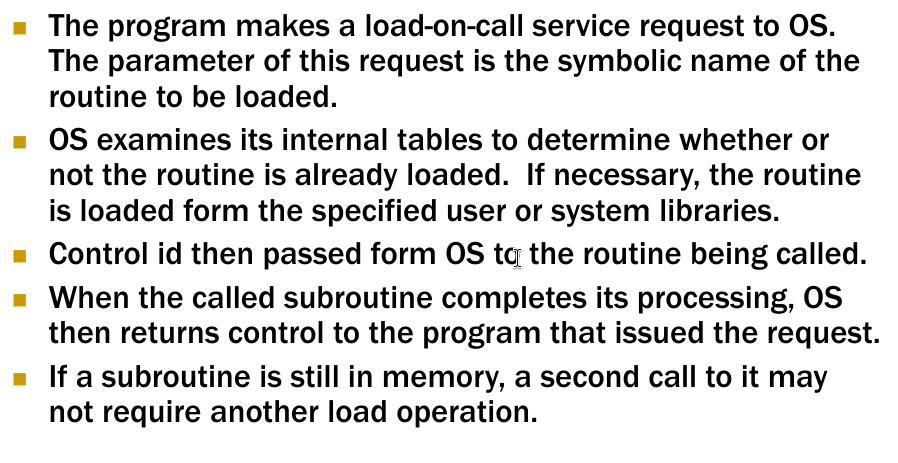 The program makes a load-on-call service request to OS.
The parameter of this request is the symbolic name of the
routine to be loaded.
OS examines its internal tables to determine whether or
not the routine is already loaded.  If necessary, the routine
is loaded form the specified user or system libraries.
Control id then passed form OS to the routine being called.
When the called subroutine completes its processing, OS
then returns control to the program that issued the request.
If a subroutine is still in memory, a second call to it may
not require another load operation.